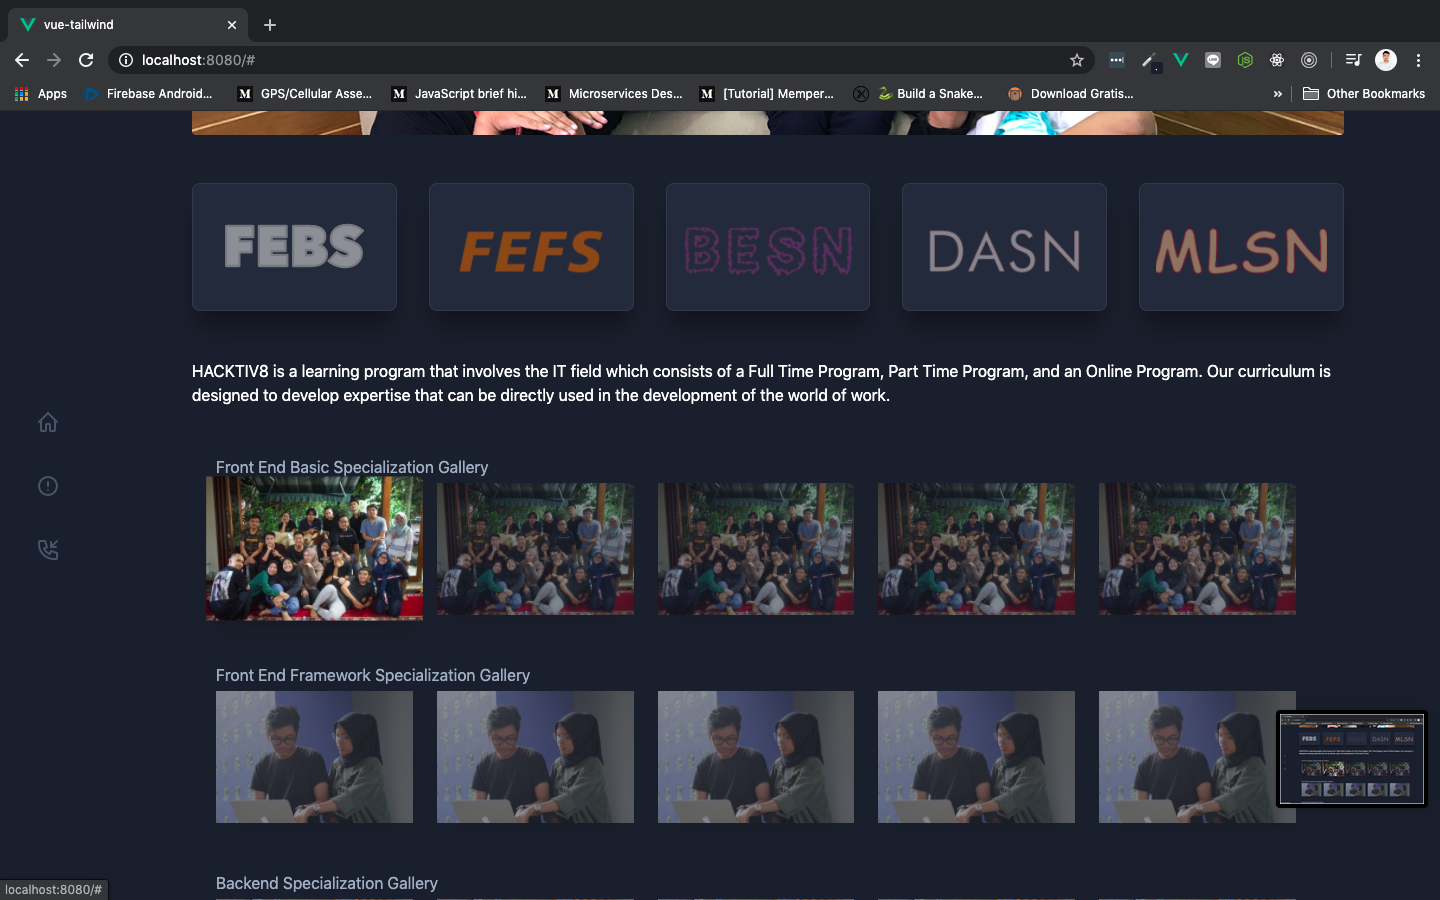 vue-tailwind
localhost:8080/#
Apps
Firebase Android...
GPS/Cellular Asse...
JavaScript brief hi...
Microservices Des...
[Tutorial] Memper...
Build a Snake...
Download Gratis...
»
Other Bookmarks
FEBS
FEFS
BESN
DASN
MLSN
HACKTIV8 is a learning program that involves the IT field which consists of a Full Time Program, Part Time Program, and an Online Program. Our curriculum is
designed to develop expertise that can be directly used in the development of the world of work.
Front End Basic Specialization Gallery
Front End Framework Specialization Gallery
FEBS FEFS DASN MLSN
Backend Specialization Gallery
localhost:8080/#